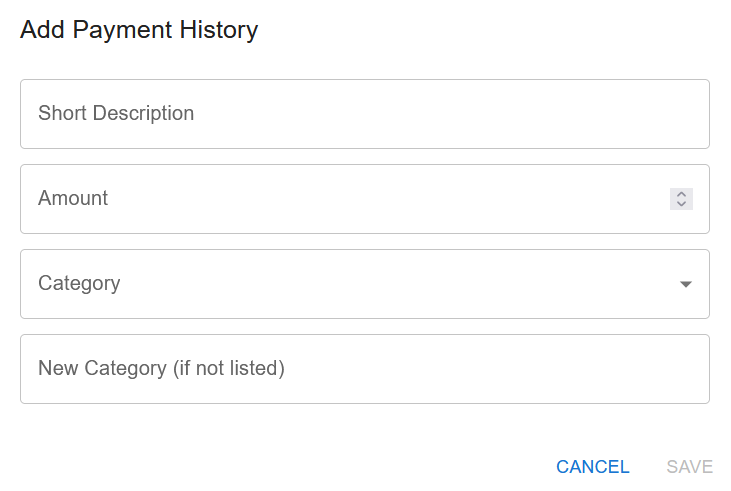 Add Payment History
Short Description
Amount
Category
New Category (if not listed)
CANCEL SAVE